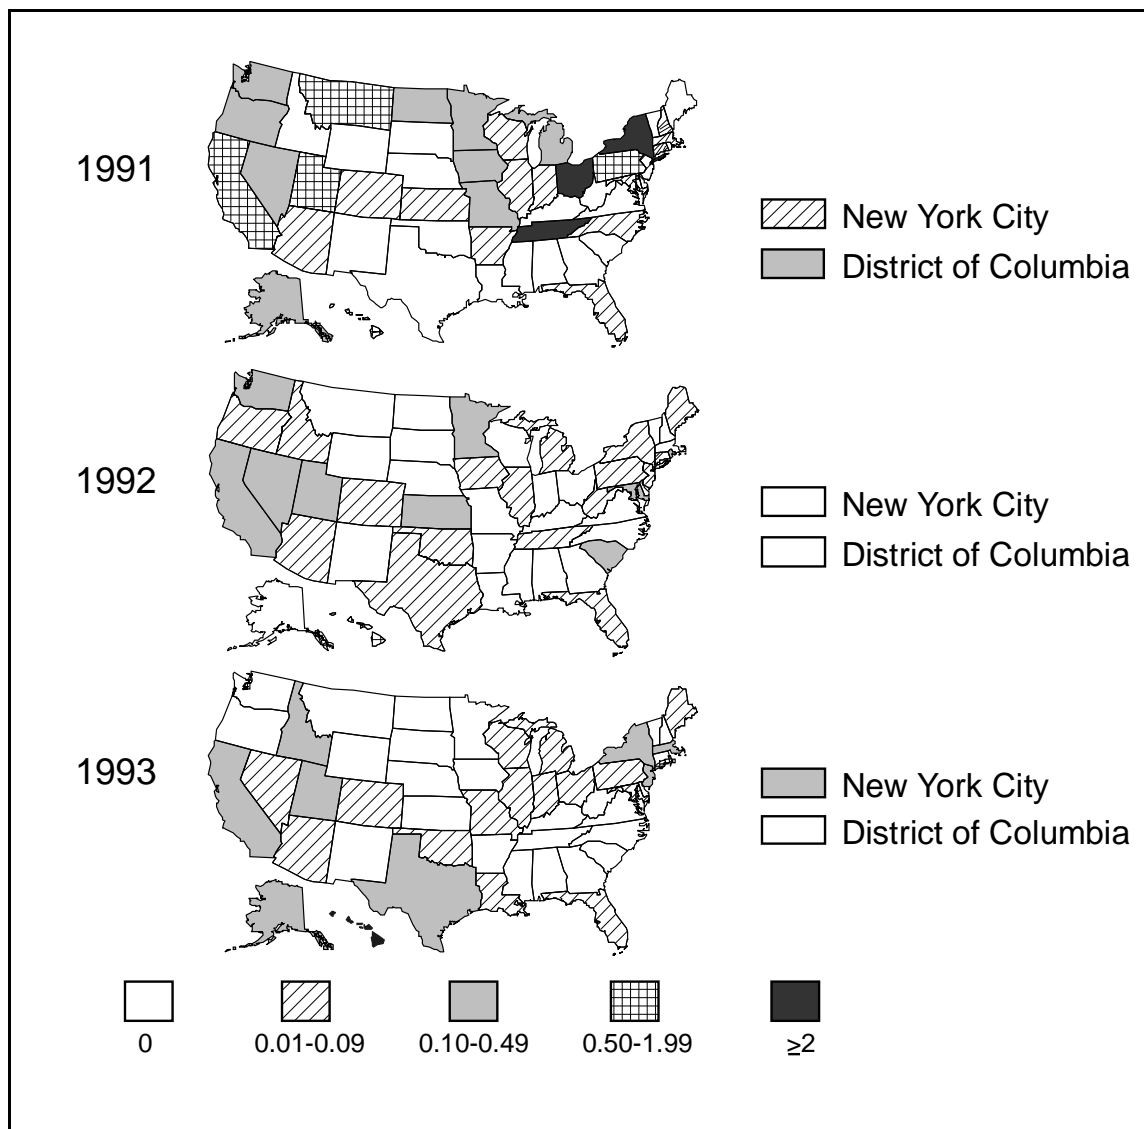 1991
New York City
District of Columbia
1992
New York City
District of Columbia
1993
New York City
District of Columbia
0
0.01-0.09
0.10-0.49
0.50-1.99
≥2